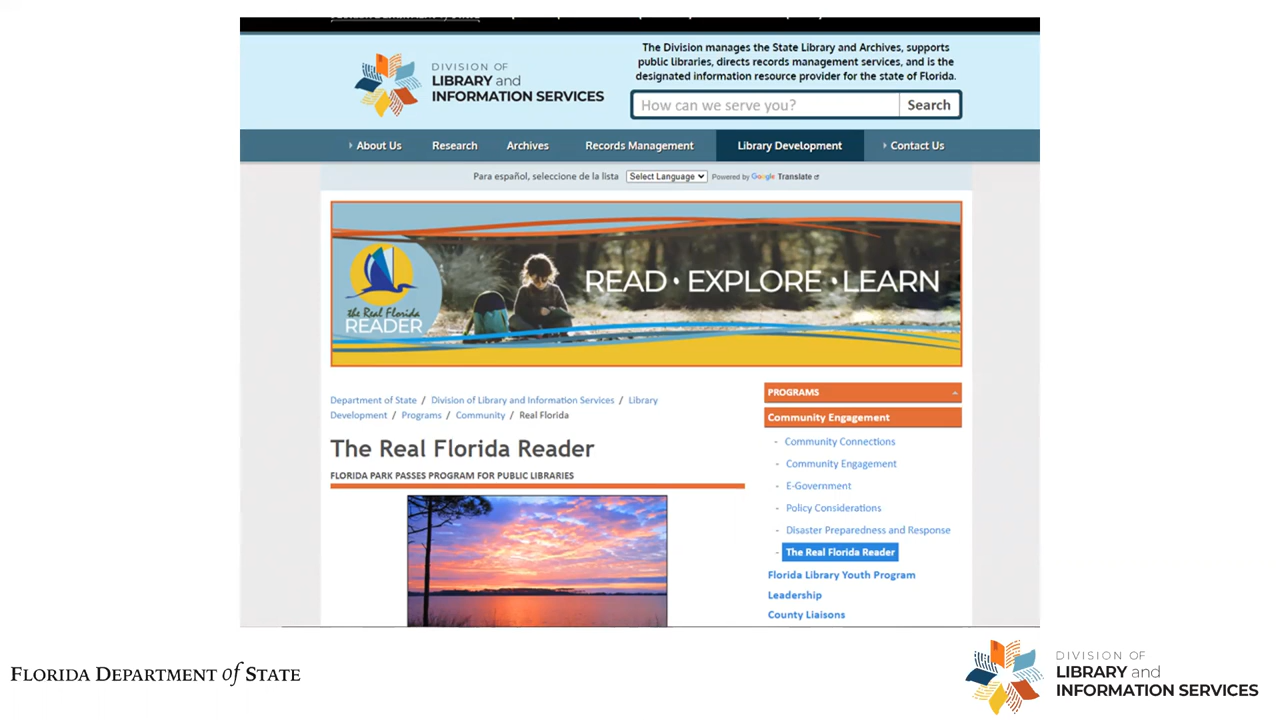 The Division manages the State Library and Archives, supports
public libraries, directs records management services, and is the
designated information resource provider for the state of Florida.
DIVISION OF
LIBRARY and
INFORMATION SERVICES
How can we serve you?
Search
About Us
Research
Archives
Records Management
Library Development
Contact Us
Para español, seleccione de la lista
Select Language
Powered by Google Translate
the Real Florida
READER
READ • EXPLORE • LEARN
Department of State / Division of Library and Information Services / Library
Development / Programs / Community / Real Florida
The Real Florida Reader
FLORIDA PARK PASSES PROGRAM FOR PUBLIC LIBRARIES
PROGRAMS
Community Engagement
- Community Connections
- Community Engagement
- E-Government
- Policy Considerations
- Disaster Preparedness and Response
- The Real Florida Reader
Florida Library Youth Program
Leadership
County Liaisons
FLORIDA DEPARTMENT of STATE
DIVISION OF
LIBRARY and
INFORMATION SERVICES